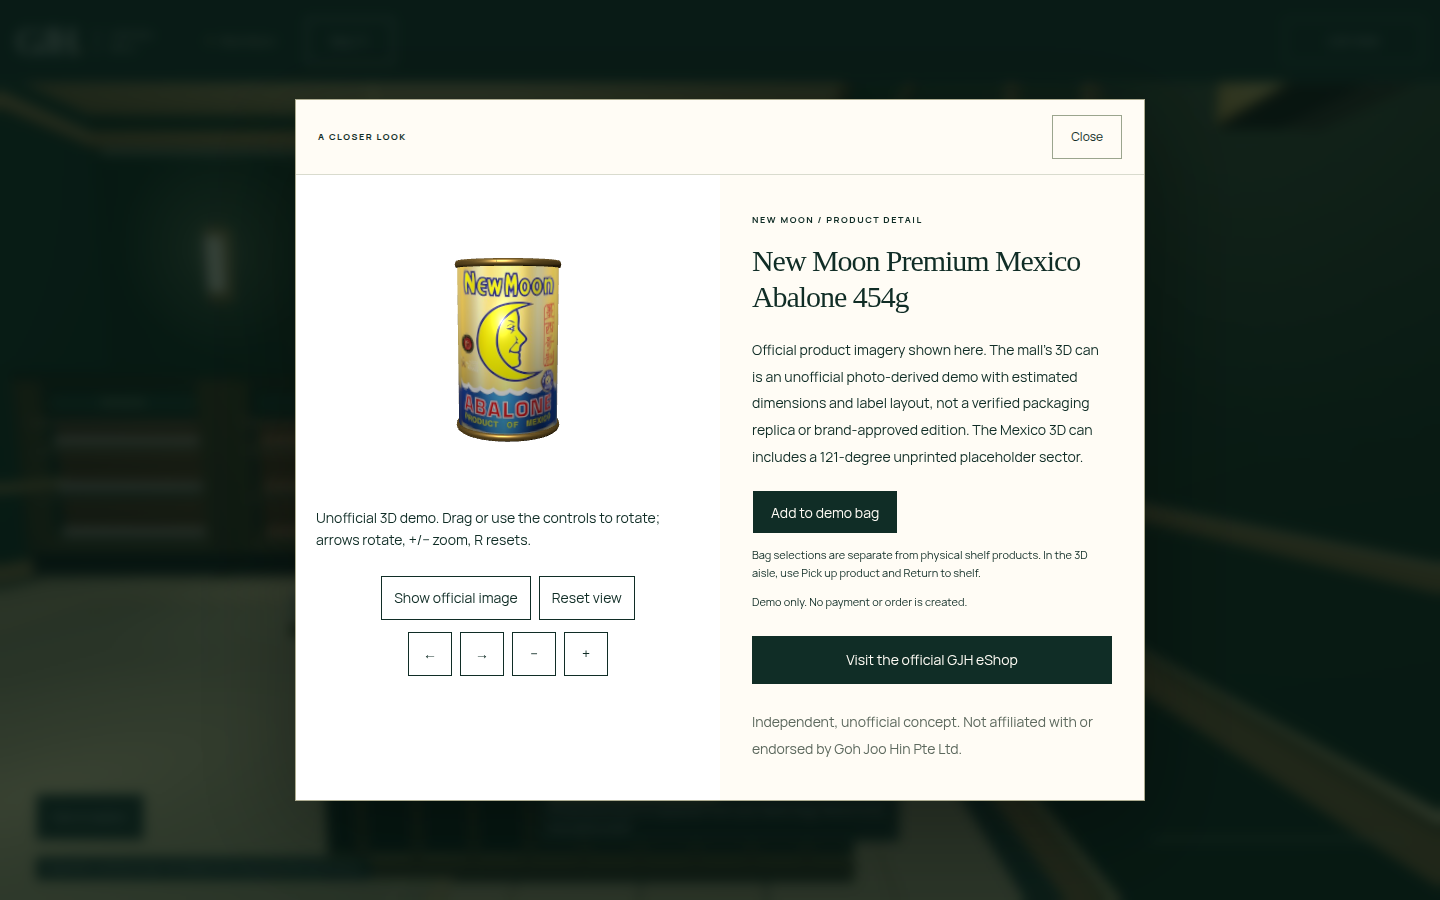 GJH
A CLOSER LOOK
Close
NewMoon
ABALONE
PRODUCT OF MEXICO
Unofficial 3D demo. Drag or use the controls to rotate;
arrows rotate, +/− zoom, R resets.
Show official image
Reset view
← → − +
NEW MOON / PRODUCT DETAIL
New Moon Premium Mexico
Abalone 454g
Official product imagery shown here. The mall's 3D can
is an unofficial photo-derived demo with estimated
dimensions and label layout, not a verified packaging
replica or brand-approved edition. The Mexico 3D can
includes a 121-degree unprinted placeholder sector.
Add to demo bag
Bag selections are separate from physical shelf products. In the 3D
aisle, use Pick up product and Return to shelf.
Demo only. No payment or order is created.
Visit the official GJH eShop
Independent, unofficial concept. Not affiliated with or
endorsed by Goh Joo Hin Pte Ltd.